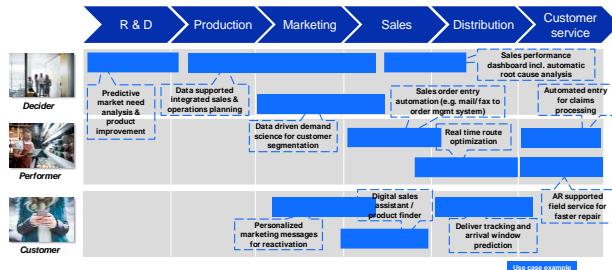 R & D
Production
Marketing
Sales
Distribution
Customer
service
Decider
Performer
Customer
Predictive
market need
analysis &
product
improvement
Data supported
integrated sales &
operations planning
Data driven demand
science for customer
segmentation
Sales performance
dashboard incl. automatic
root cause analysis
Sales order entry
automation (e.g. mail/ fax to
order mgmt system)
Real time route
optimization
Automated entry
for claims
processing
AR supported
field service for
faster repair
Digital sales
assistant /
product finder
Personalized
marketing messages
for reactivation
Deliver tracking and
arrival window
prediction
Use case example